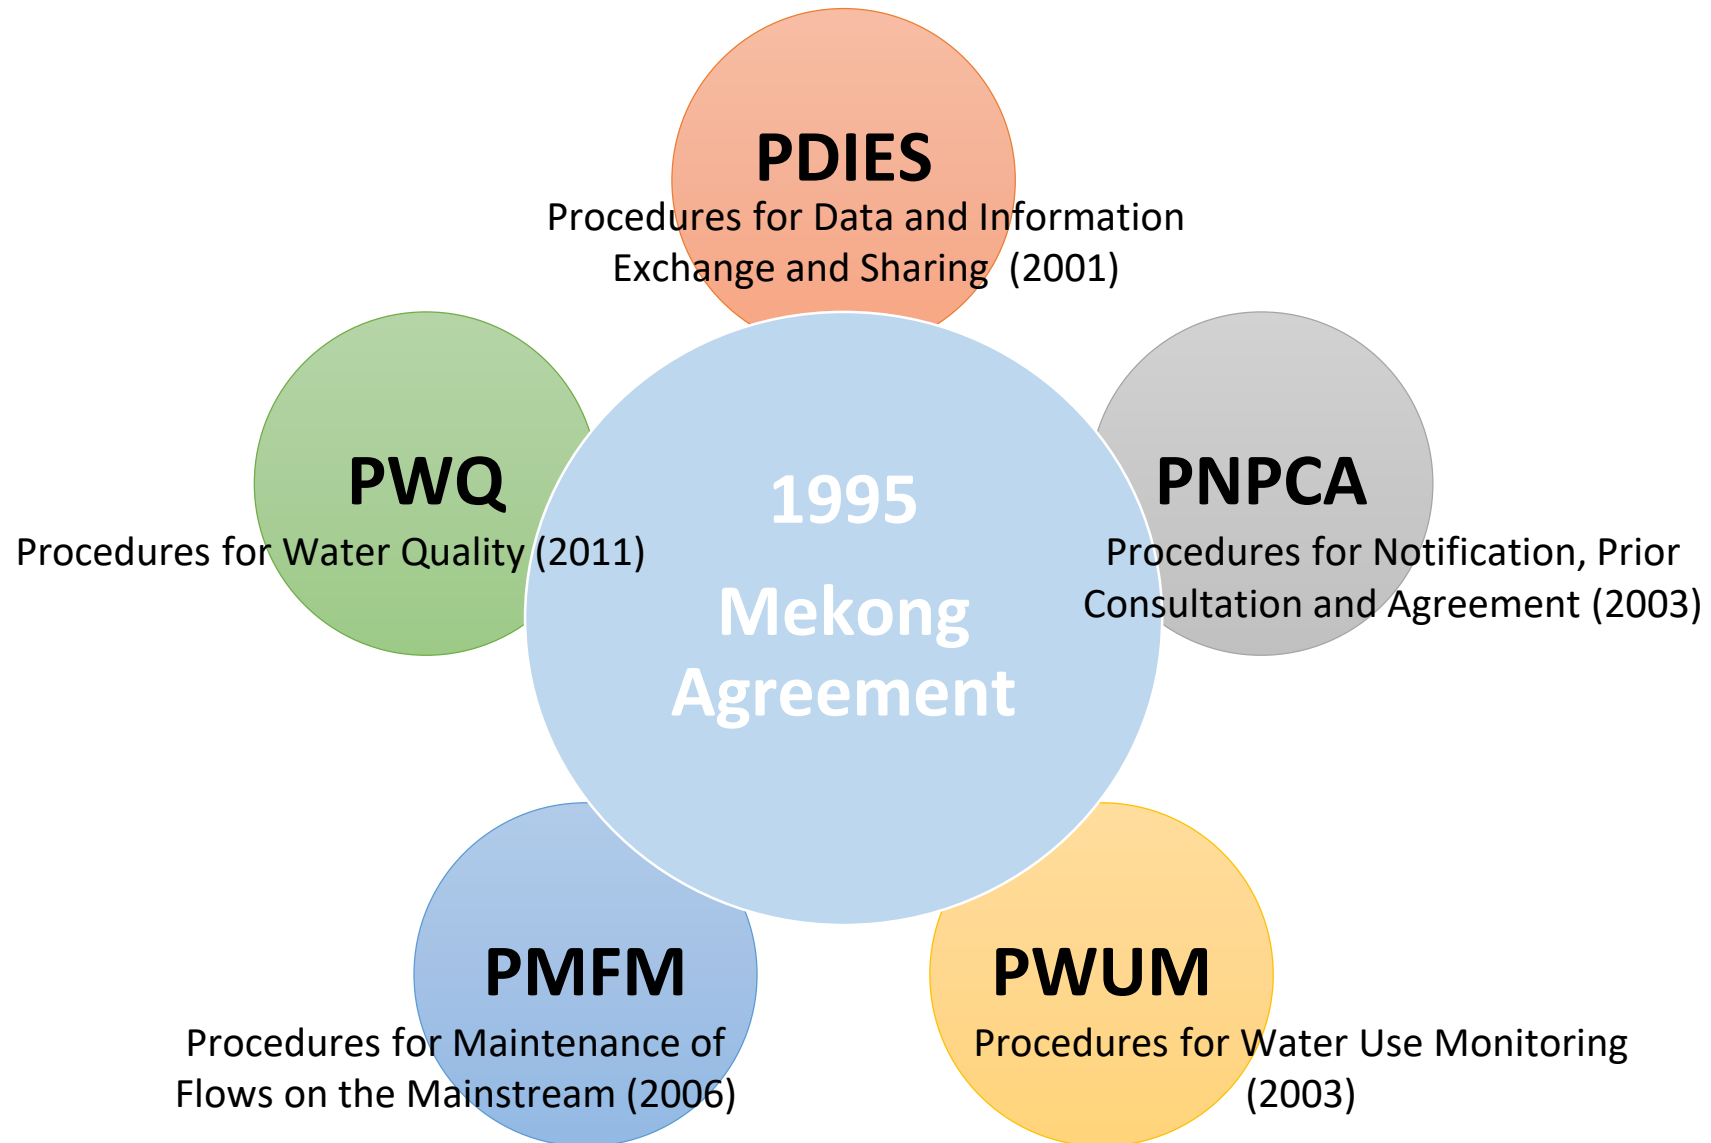 PDIES
Procedures for Data and Information
Exchange and Sharing (2001)
PWQ
Procedures for Water Quality (2011)
1995
Mekong
Agreement
PNPCA
Procedures for Notification, Prior
Consultation and Agreement (2003)
PMFM
Procedures for Maintenance of
Flows on the Mainstream (2006)
PWUM
Procedures for Water Use Monitoring
(2003)